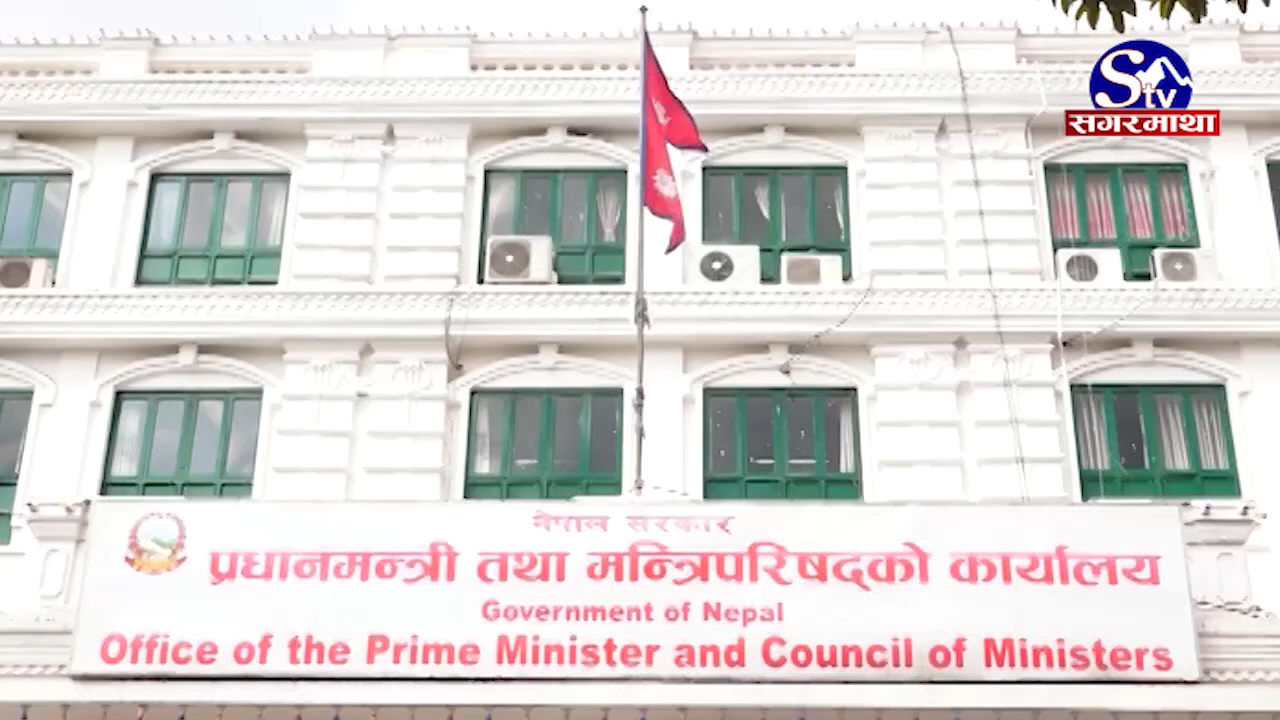 STV
सगरमाथा
नेपाल सरकार
प्रधानमन्त्री तथा मन्त्रिपरिषद्को कार्यालय
Government of Nepal
Office of the Prime Minister and Council of Ministers